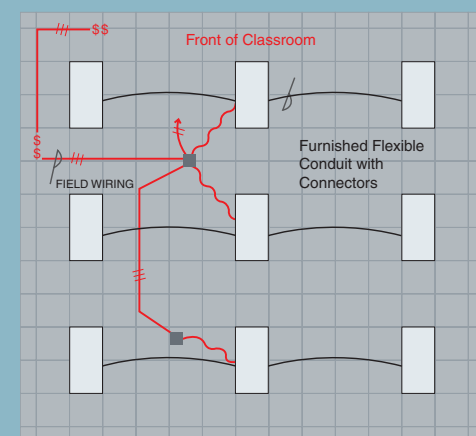 $$
Front of Classroom
$
$
Furnished Flexible
Conduit with
Connectors
FIELD WIRING